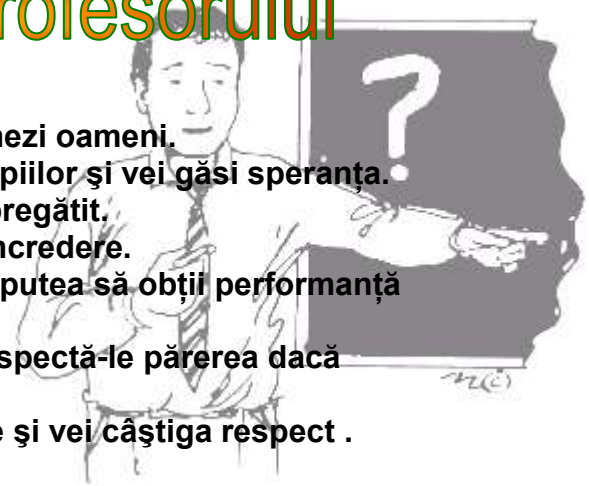 rofesorului
?
nezi oameni.
piilor şi vei găsi speranţa.
pregătit.
ncredere.
putea să obţii performanţă
spectă-le părerea dacă
e şi vei câştiga respect .